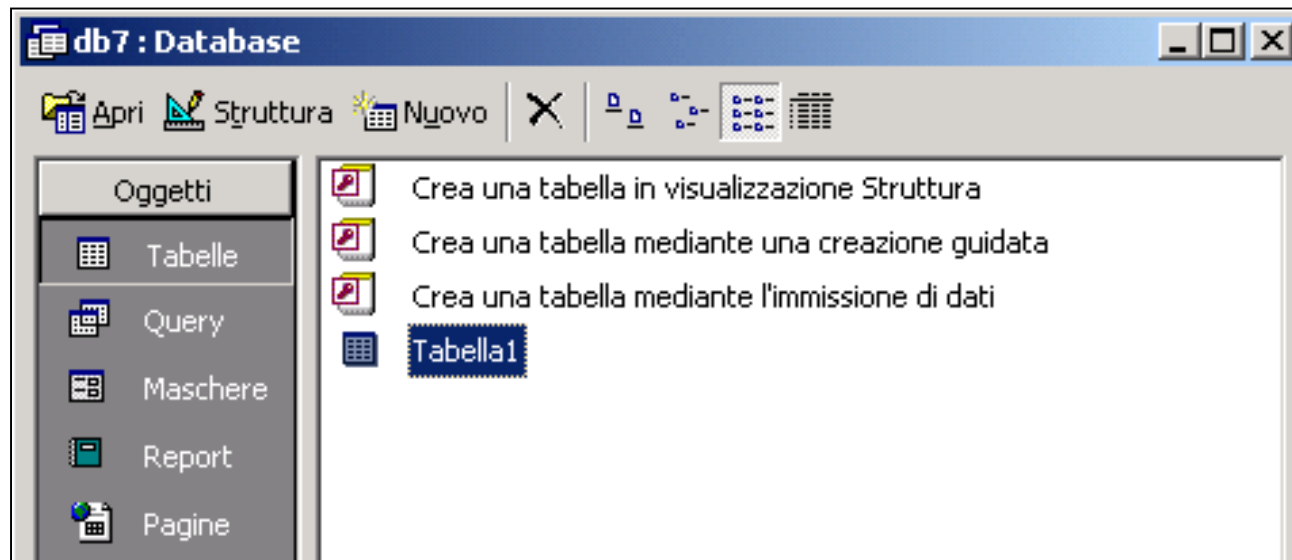 db7 : Database
Apri Struttura Nuovo
Oggetti
Tabelle
Query
Maschere
Report
Pagine
Crea una tabella in visualizzazione Struttura
Crea una tabella mediante una creazione guidata
Crea una tabella mediante l'immissione di dati
Tabella1